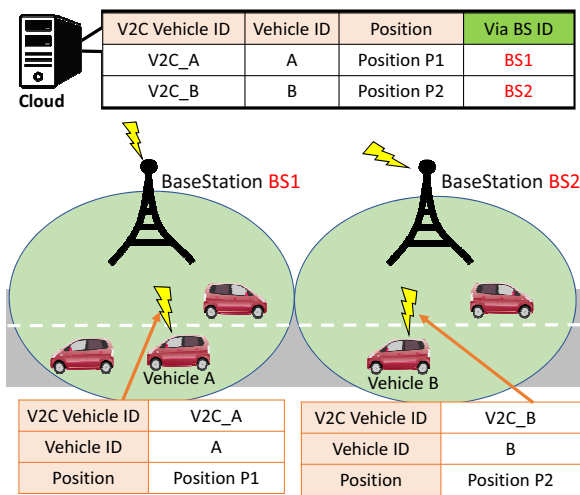 V2C Vehicle ID Vehicle ID Position Via BS ID
V2C_A A Position P1 BS1
V2C_B B Position P2 BS2
Cloud
BaseStation BS1
BaseStation BS2
Vehicle A
Vehicle B
V2C Vehicle ID V2C_A
Vehicle ID A
Position Position P1
V2C Vehicle ID V2C_B
Vehicle ID B
Position Position P2